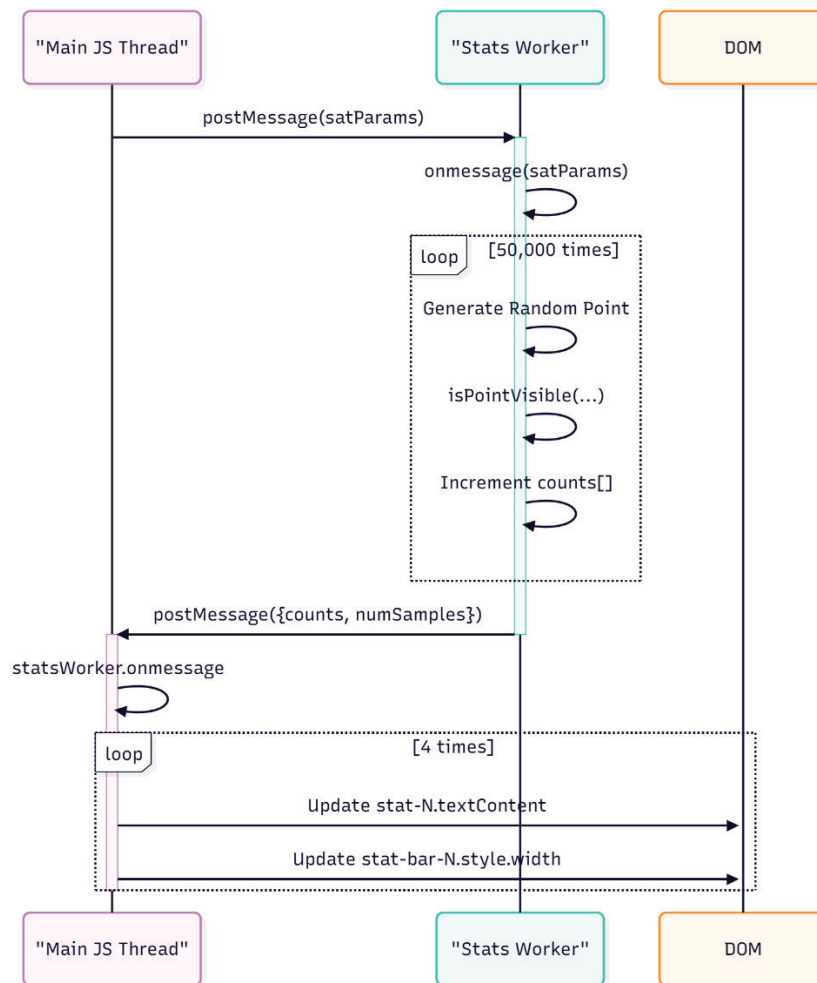 "Main JS Thread"
"Stats Worker"
DOM
postMessage(satParams)
onmessage(satParams)
loop
[50,000 times]
Generate Random Point
isPointVisible(...)
Increment counts[]
postMessage({counts, numSamples})
statsWorker.onmessage
loop
[4 times]
Update stat-N.textContent
Update stat-bar-N.style.width
"Main JS Thread"
"Stats Worker"
DOM